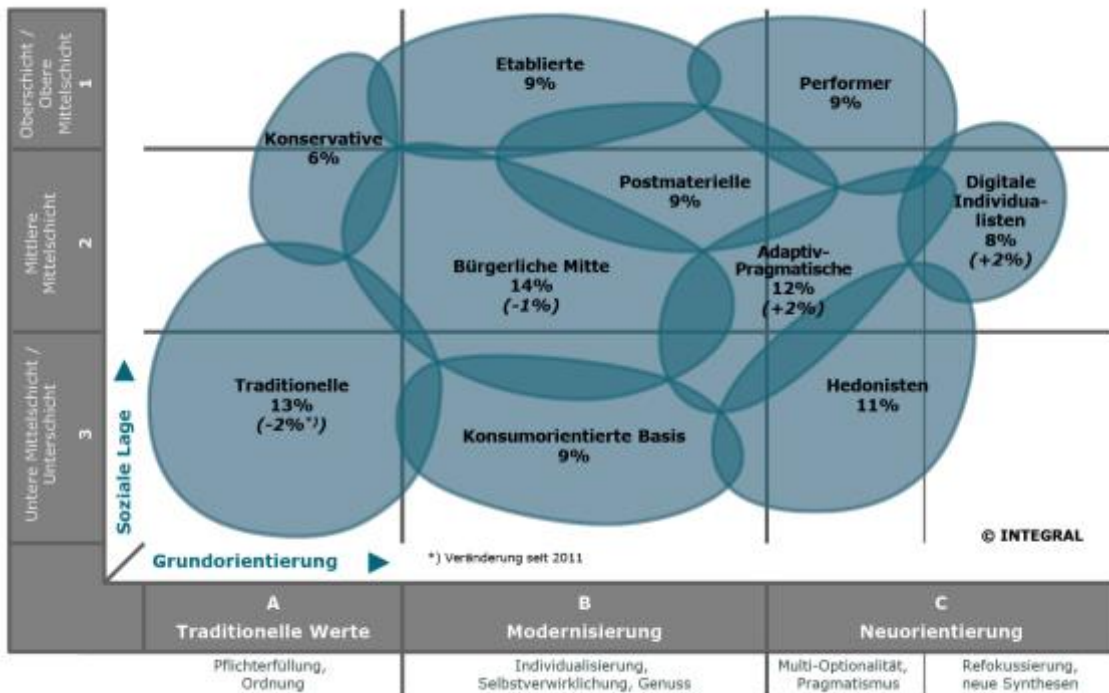 Oberschicht /
Obere
Mittelschicht
1
Mittlere
Mittelschicht
2
Untere Mittelschicht /
Unterschicht
3
Soziale Lage
Etablierte
9%
Performer
9%
Konservative
6%
Postmaterielle
9%
Digitale
Individua-
listen
8%
(+2%)
Bürgerliche Mitte
14%
(-1%)
Adaptiv-
Pragmatische
12%
(+2%)
Traditionelle
13%
(-2%*))
Hedonisten
11%
Konsumorientierte Basis
9%
© INTEGRAL
Grundorientierung
*) Veränderung seit 2011
A
Traditionelle Werte
B
Modernisierung
C
Neuorientierung
Pflichterfüllung,
Ordnung
Individualisierung,
Selbstverwirklichung, Genuss
Multi-Optionalität,
Pragmatismus
Refokussierung,
neue Synthesen